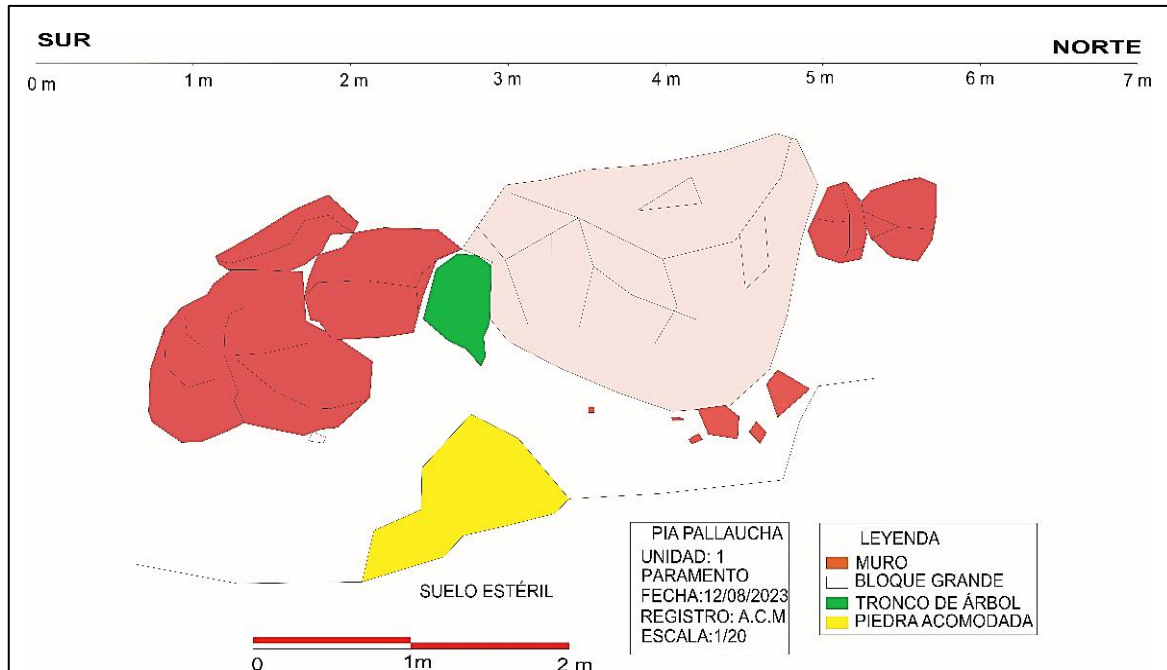 SUR
NORTE
0 m 1 m 2 m 3 m 4 m 5 m 6 m 7 m
SUELO ESTÉRIL
PIA PALLAUCHA
UNIDAD: 1
PARAMENTO
FECHA:12/08/2023
REGISTRO: A.C.M
ESCALA:1/20
LEYENDA
MURO
BLOQUE GRANDE
TRONCO DE ÁRBOL
PIEDRA ACOMODADA
0 1m 2 m